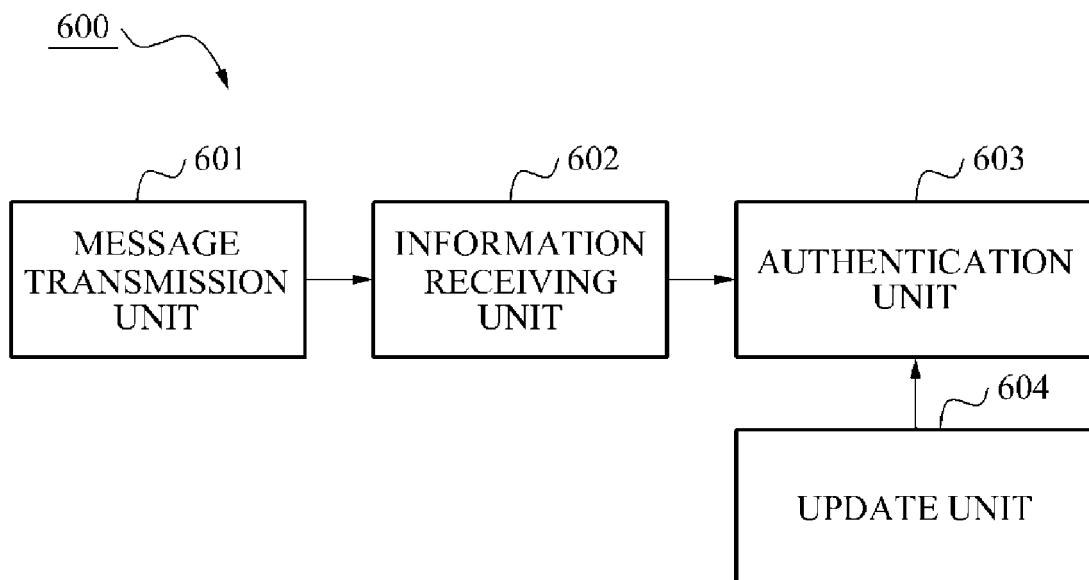 600
601
MESSAGE
TRANSMISSION
UNIT
602
INFORMATION
RECEIVING
UNIT
603
AUTHENTICATION
UNIT
604
UPDATE UNIT